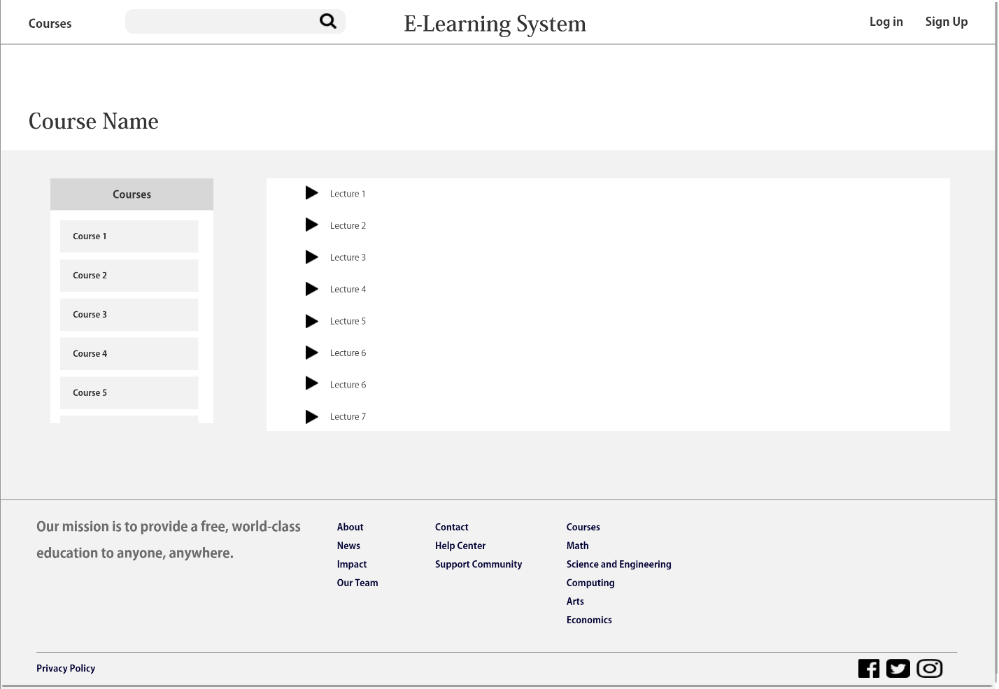 Courses
E-Learning System
Log in
Sign Up
Course Name
Courses
Course 1
Course 2
Course 3
Course 4
Course 5
Lecture 1
Lecture 2
Lecture 3
Lecture 4
Lecture 5
Lecture 6
Lecture 6
Lecture 7
Our mission is to provide a free, world-class
education to anyone, anywhere.
About
News
Impact
Our Team
Contact
Help Center
Support Community
Courses
Math
Science and Engineering
Computing
Arts
Economics
Privacy Policy